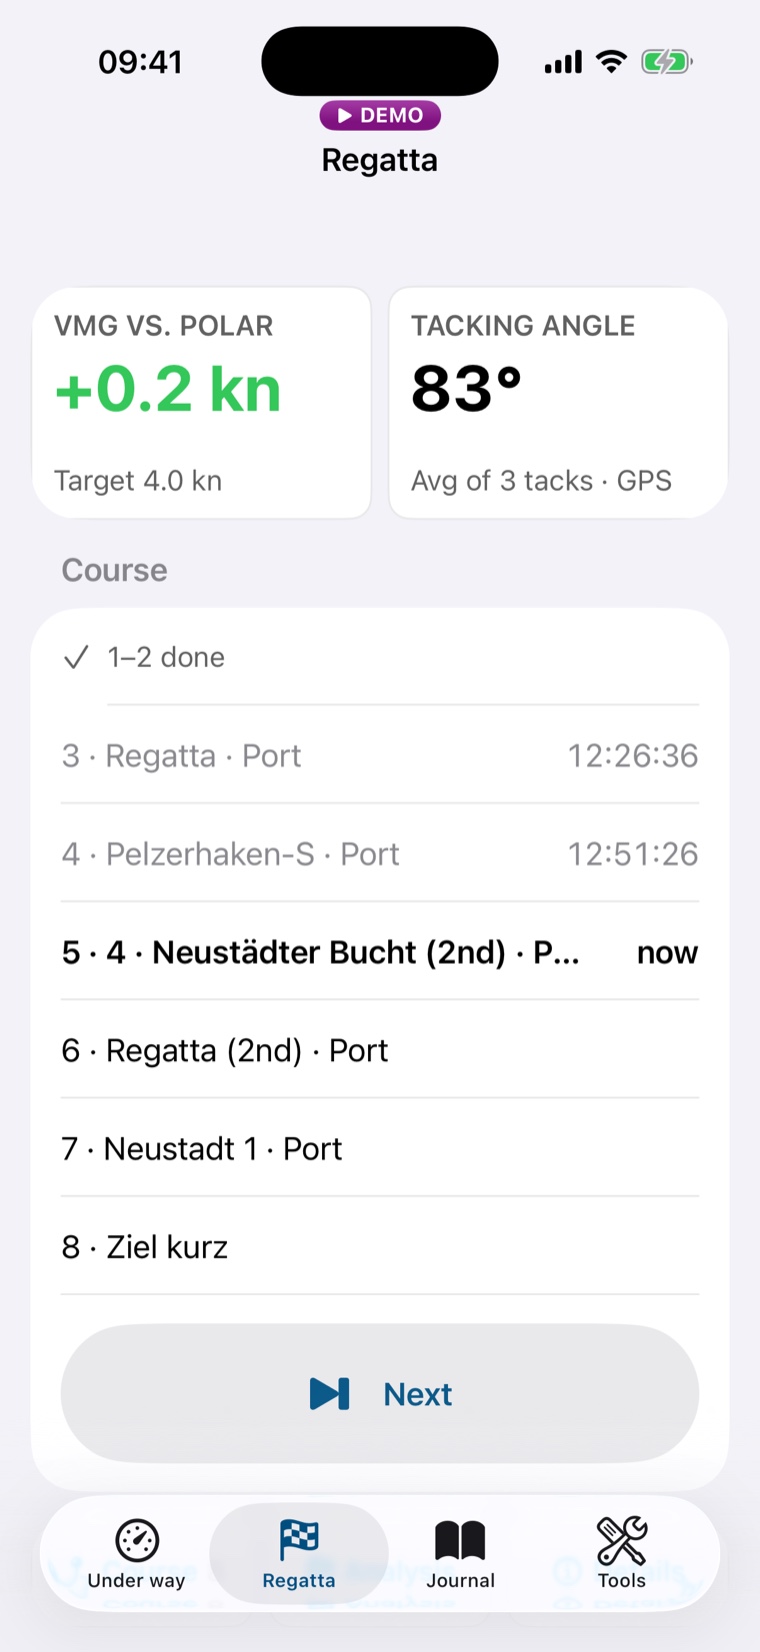 09:41
DEMO
Regatta
VMG VS. POLAR
+0.2 kn
Target 4.0 kn
TACKING ANGLE
83°
Avg of 3 tacks · GPS
Course
1–2 done
3 · Regatta · Port 12:26:36
4 · Pelzerhaken-S · Port 12:51:26
5 · 4 · Neustädter Bucht (2nd) · P... now
6 · Regatta (2nd) · Port
7 · Neustadt 1 · Port
8 · Ziel kurz
Next
Under way
Regatta
Journal
Tools